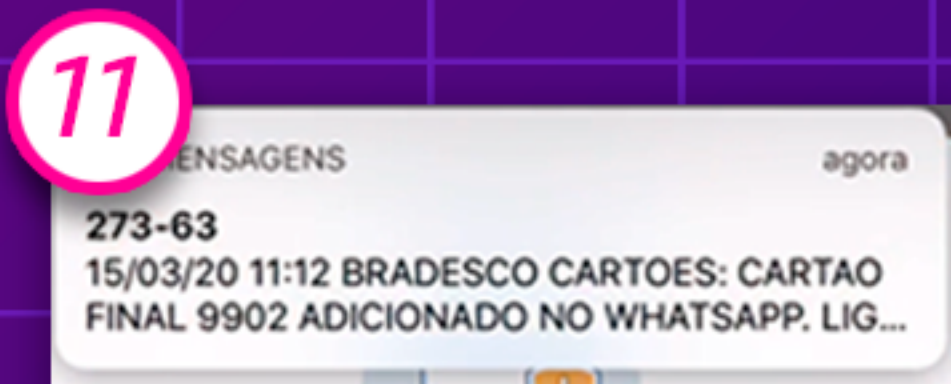 11
MENSAGENS
agora
273-63
15/03/20 11:12 BRADESCO CARTOES: CARTAO
FINAL 9902 ADICIONADO NO WHATSAPP. LIG...